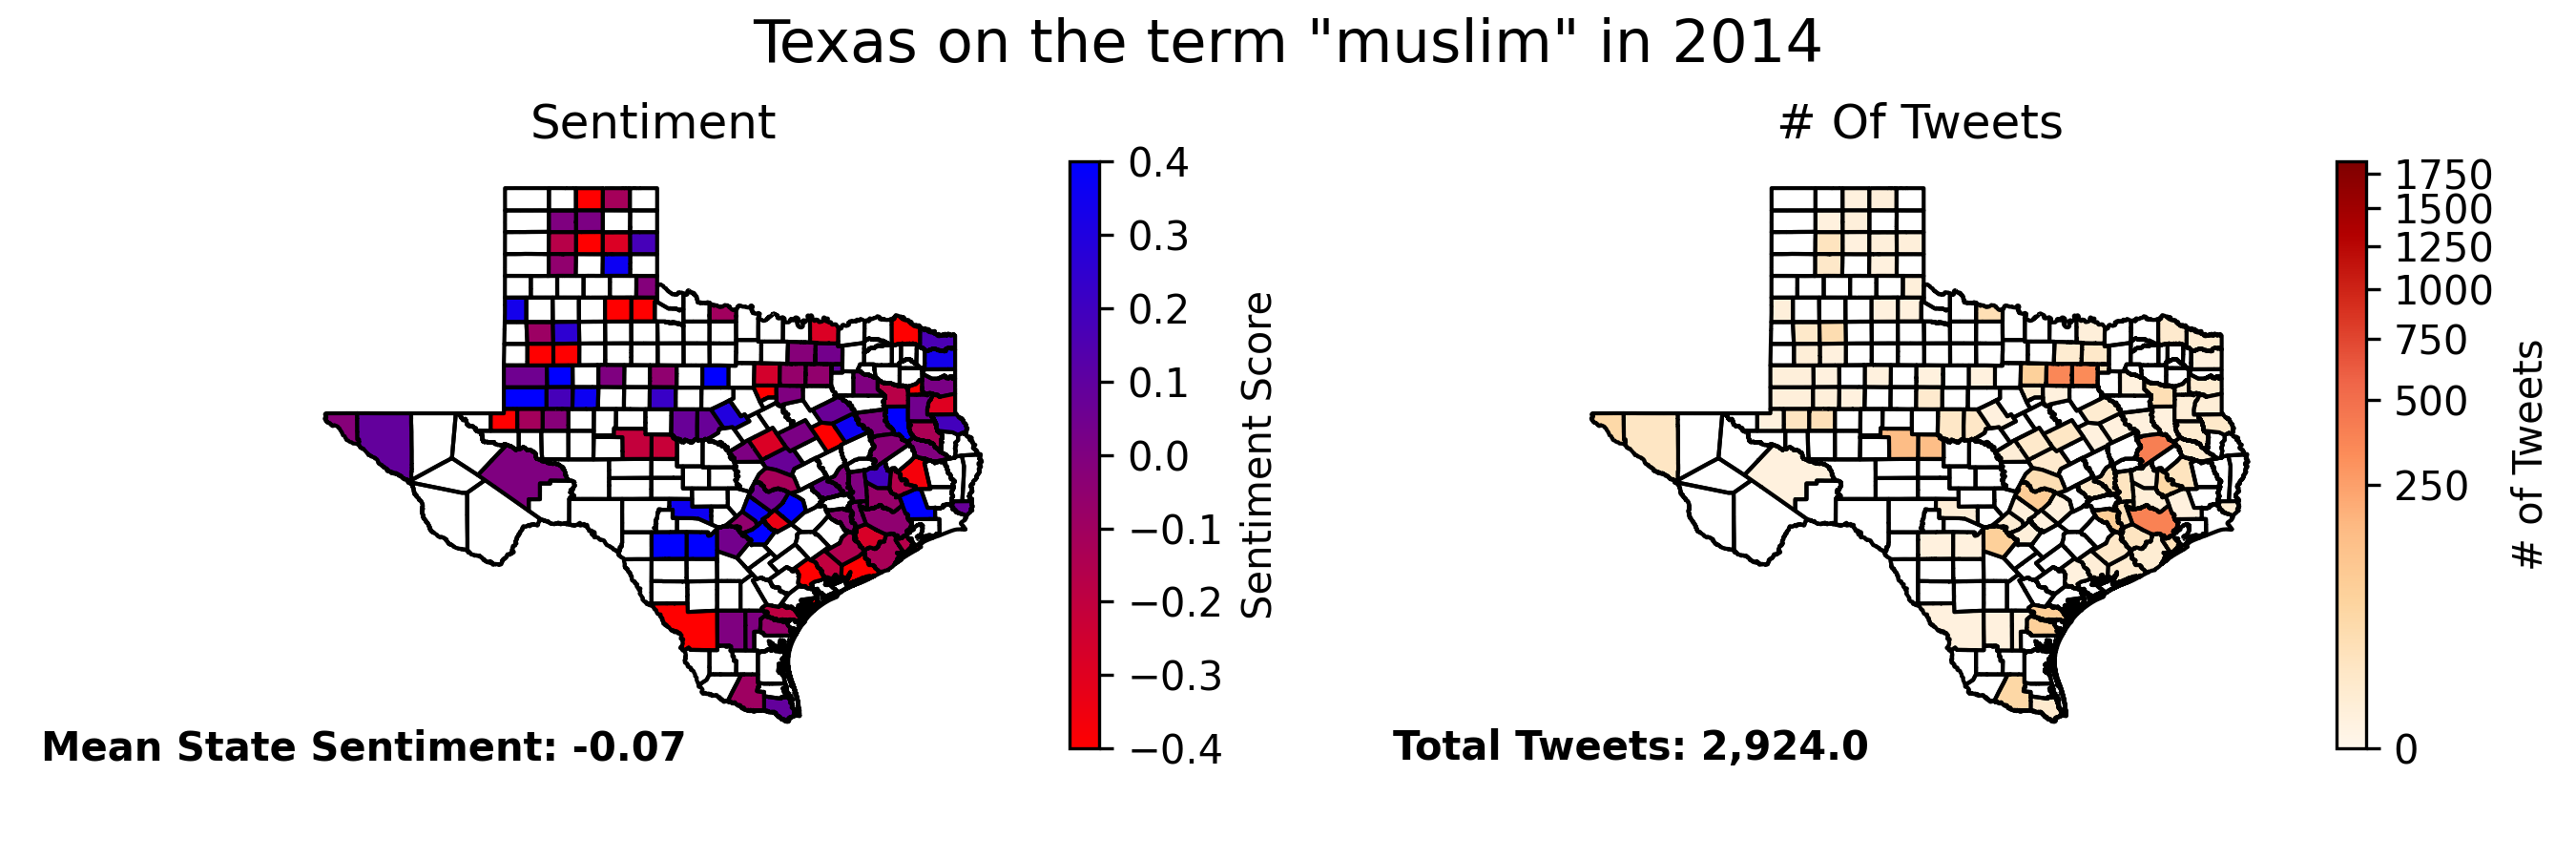 Texas on the term "muslim" in 2014
Sentiment
0.4
0.3
0.2
0.1
0.0
−0.1
−0.2
−0.3
−0.4
Sentiment Score
Mean State Sentiment: -0.07
# Of Tweets
1750
1500
1250
1000
750
500
250
0
# of Tweets
Total Tweets: 2,924.0